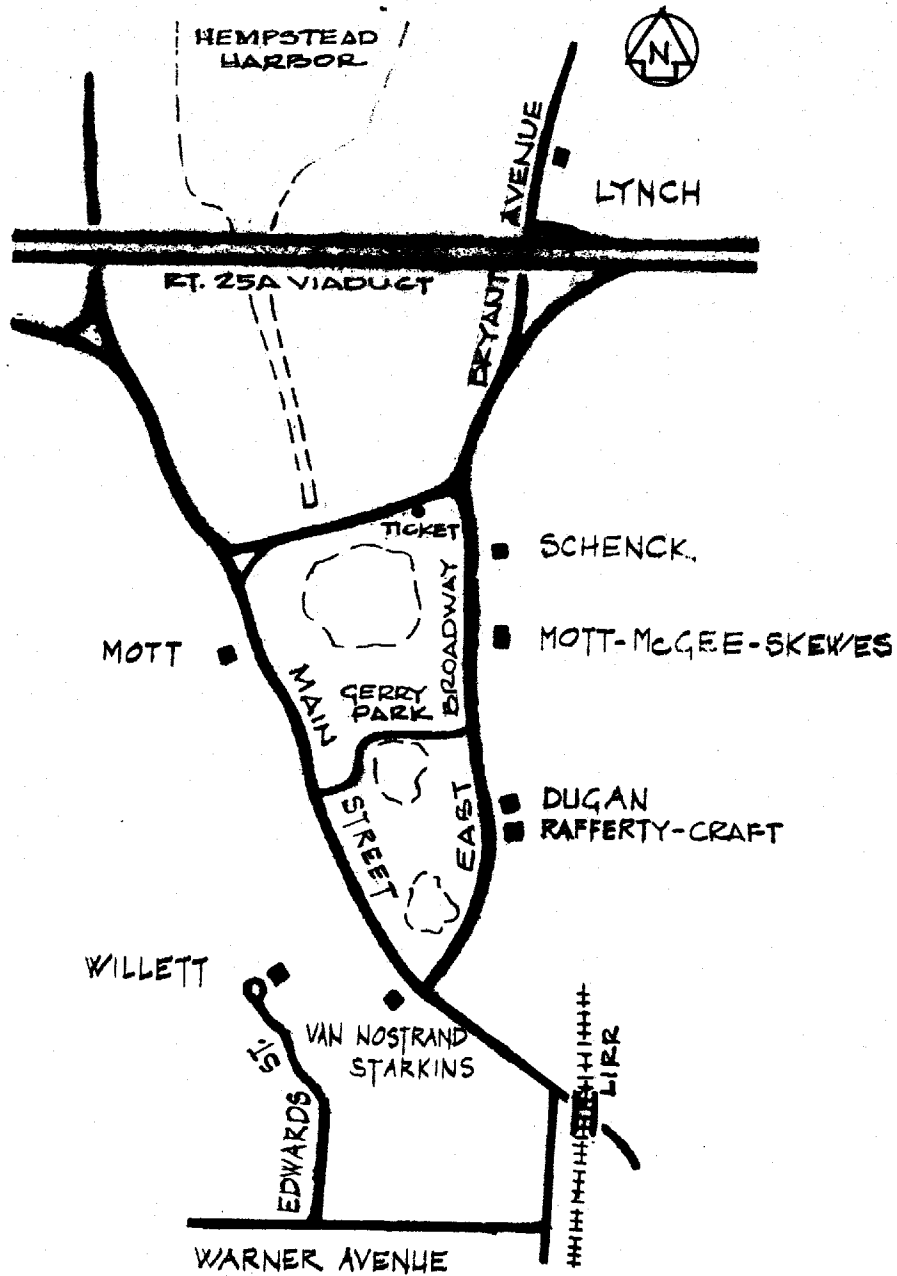 HEMPSTEAD
HARBOR
N
BRYANT AVENUE
LYNCH
RT. 25A VIADUCT
TICKET
SCHENCK.
MOTT-McGEE-SKEWES
MOTT
MAIN STREET
GERRY
PARK
EAST BROADWAY
DUGAN
RAFFERTY-CRAFT
WILLETT
VAN NOSTRAND
STARKINS
LIRR
EDWARDS ST.
WARNER AVENUE